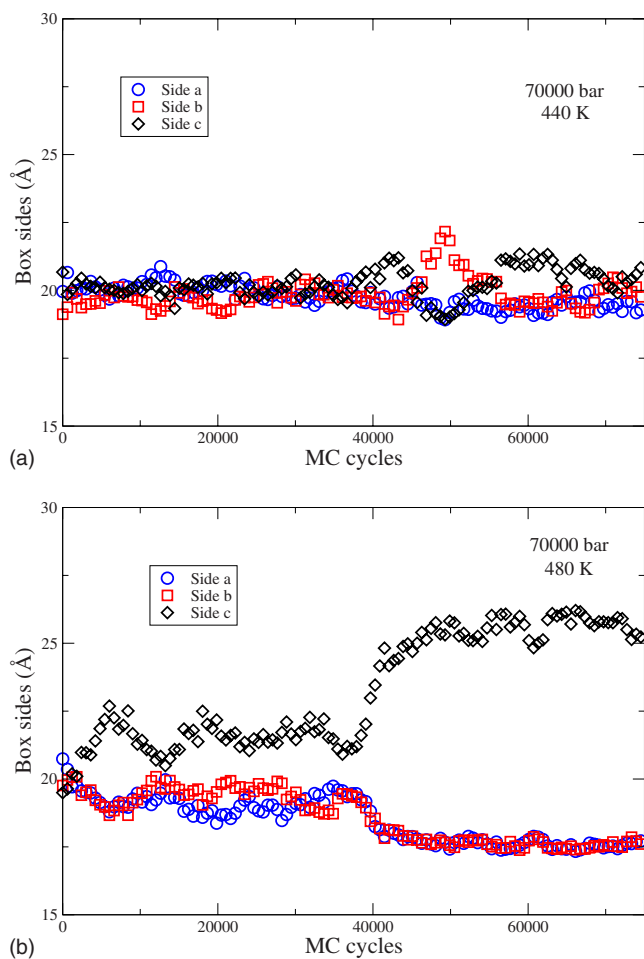 30
25
20
15
Box sides (Å)
Side a
Side b
Side c
70000 bar
440 K
0
20000
40000
60000
MC cycles
(a)
30
25
20
15
Box sides (Å)
Side a
Side b
Side c
70000 bar
480 K
0
20000
40000
60000
MC cycles
(b)